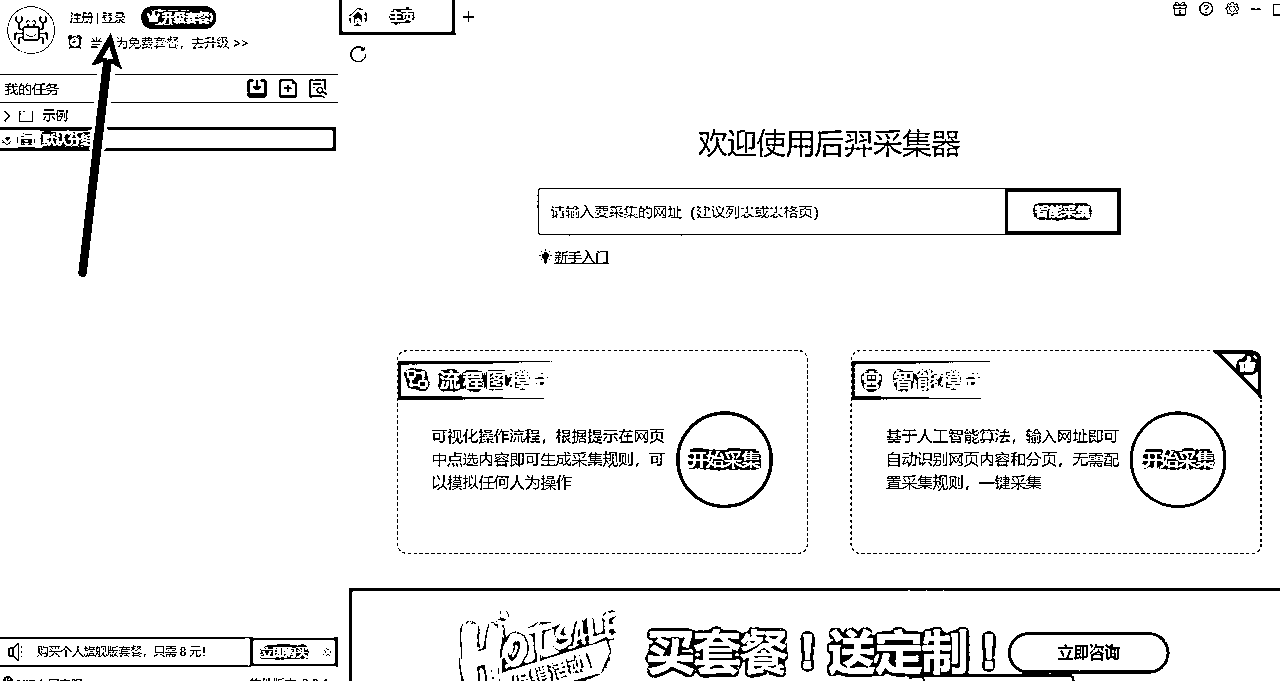 注册 | 登录 升级套餐
为免费套餐，去升级 >>
我的任务
示例
默认分组
主页
欢迎使用后羿采集器
请输入要采集的网址 (建议列表或表格页)
智能采集
新手入门
流程图模
可视化操作流程，根据提示在网页
中点选内容即可生成采集规则，可
以模拟任何人为操作
开始采集
智能模
基于人工智能算法，输入网址即可
自动识别网页内容和分页，无需配
置采集规则，一键采集
开始采集
购买个人旗舰版套餐，只需 8 元!
立即购买
HOT SALE
买套餐！送定制！
立即咨询